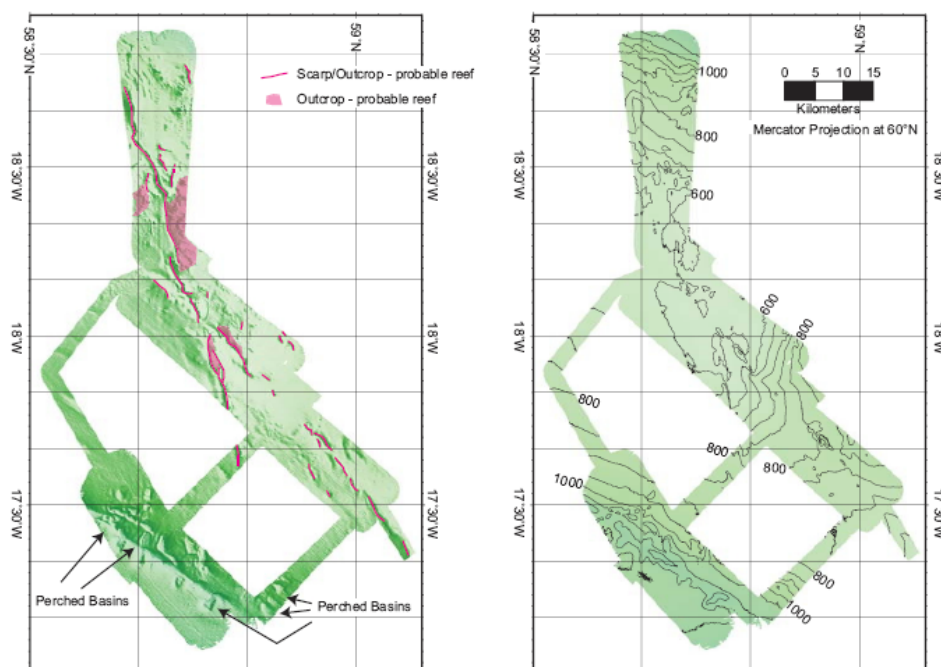 58°30'N
59°N
Scarp/Outcrop - probable reef
Outcrop - probable reef
18°30'W
18°W
17°30'W
Perched Basins
Perched Basins
58°30'N
59°N
1000
0 5 10 15
Kilometers
Mercator Projection at 60°N
800
600
18°30'W
18°30'W
600
800
18°W
18°W
800
800
800
1000
17°30'W
17°30'W
800
1000